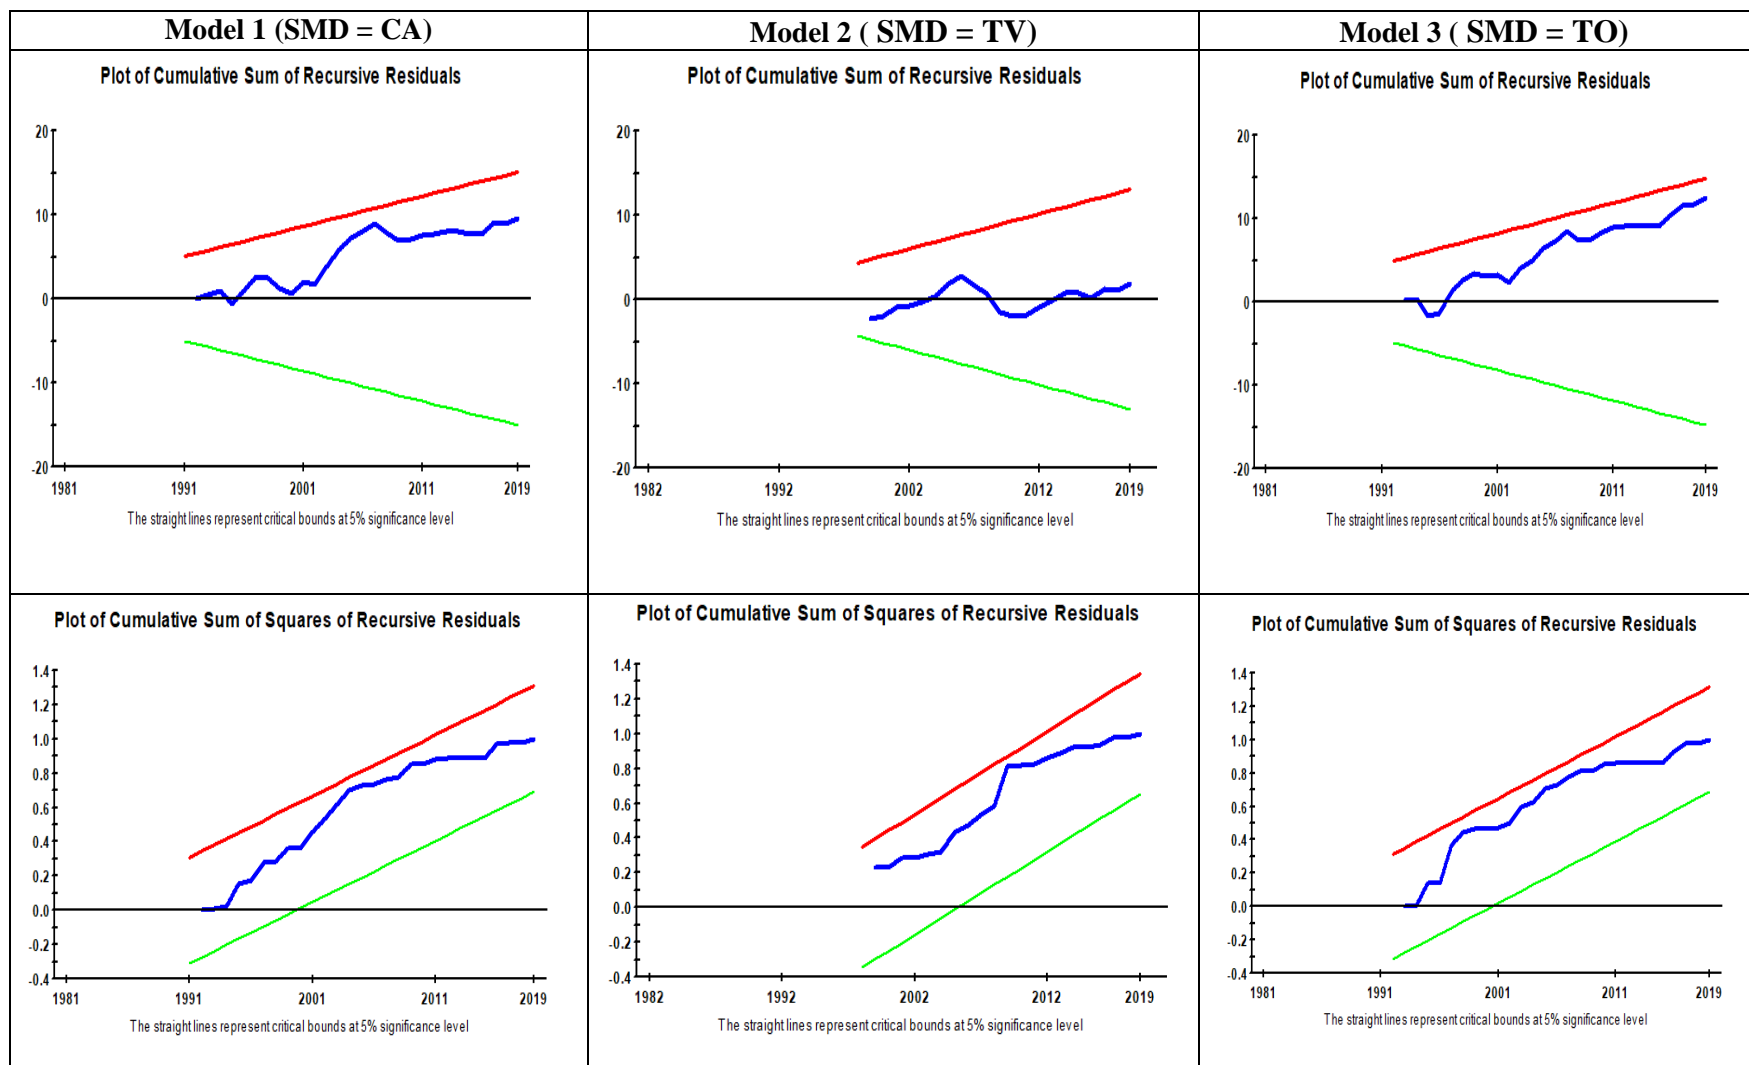 Model 1 (SMD = CA)
Model 2 ( SMD = TV)
Model 3 ( SMD = TO)
Plot of Cumulative Sum of Recursive Residuals
20
10
0
-10
-20
1981 1991 2001 2011 2019
The straight lines represent critical bounds at 5% significance level
Plot of Cumulative Sum of Recursive Residuals
20
10
0
-10
-20
1982 1992 2002 2012 2019
The straight lines represent critical bounds at 5% significance level
Plot of Cumulative Sum of Recursive Residuals
20
10
0
-10
-20
1981 1991 2001 2011 2019
The straight lines represent critical bounds at 5% significance level
Plot of Cumulative Sum of Squares of Recursive Residuals
1.4
1.2
1.0
0.8
0.6
0.4
0.2
0.0
-0.2
-0.4
1981 1991 2001 2011 2019
The straight lines represent critical bounds at 5% significance level
Plot of Cumulative Sum of Squares of Recursive Residuals
1.4
1.2
1.0
0.8
0.6
0.4
0.2
0.0
-0.2
-0.4
1982 1992 2002 2012 2019
The straight lines represent critical bounds at 5% significance level
Plot of Cumulative Sum of Squares of Recursive Residuals
1.4
1.2
1.0
0.8
0.6
0.4
0.2
0.0
-0.2
-0.4
1981 1991 2001 2011 2019
The straight lines represent critical bounds at 5% significance level